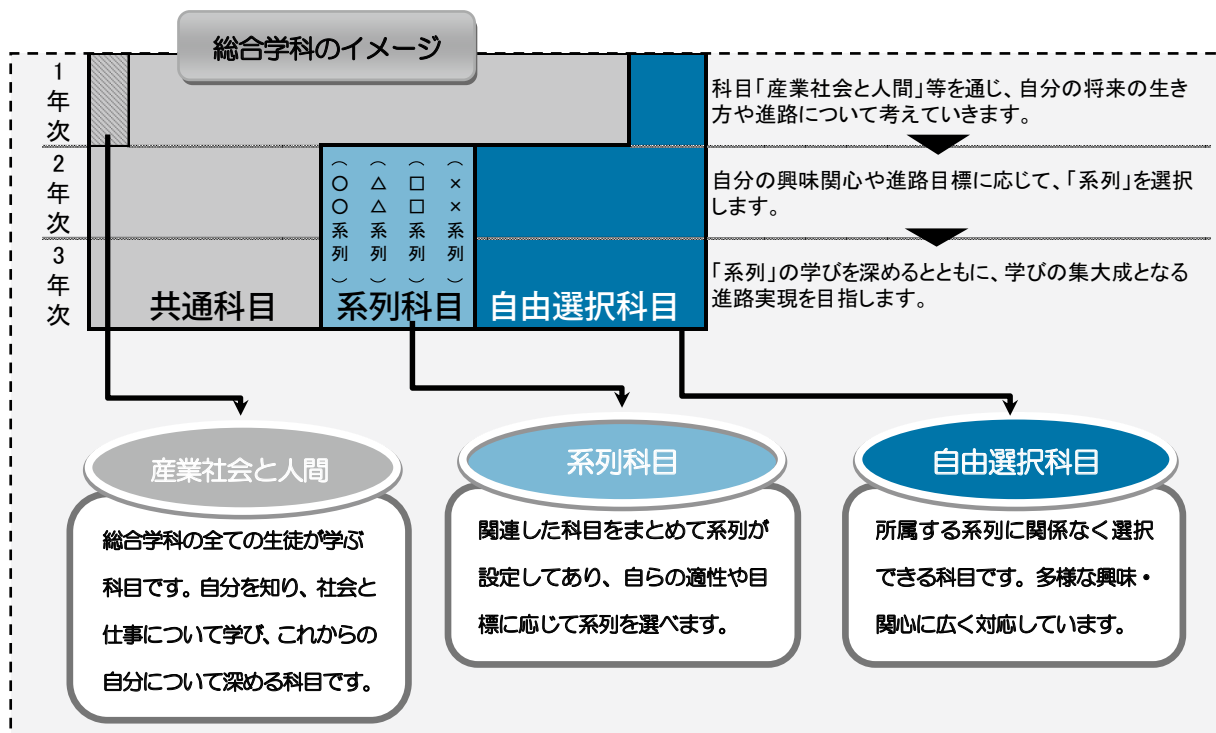 総合学科のイメージ
1年次
科目「産業社会と人間」等を通じ、自分の将来の生き
方や進路について考えていきます。
2年次
（○○系列）
（△△系列）
（□□系列）
（××系列）
自分の興味関心や進路目標に応じて、「系列」を選択
します。
3年次
「系列」の学びを深めるとともに、学びの集大成となる
進路実現を目指します。
共通科目
系列科目
自由選択科目
産業社会と人間
総合学科の全ての生徒が学ぶ
科目です。自分を知り、社会と
仕事について学び、これからの
自分について深める科目です。
系列科目
関連した科目をまとめて系列が
設定してあり、自らの適性や目
標に応じて系列を選べます。
自由選択科目
所属する系列に関係なく選択
できる科目です。多様な興味・
関心に広く対応しています。